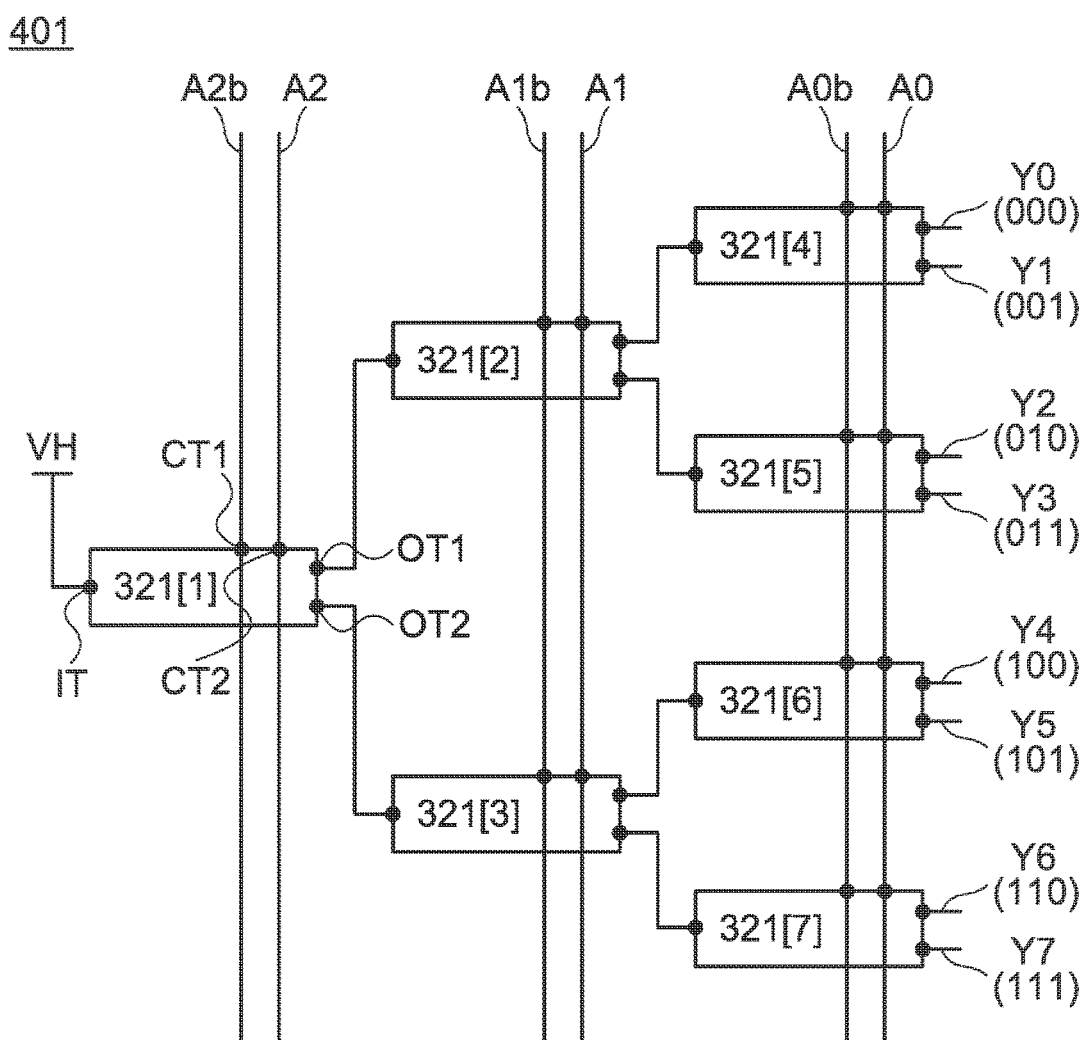 401
A2b A2 A1b A1 A0b A0
Y0
(000)
321[4]
Y1
(001)
321[2]
Y2
(010)
VH
CT1
321[5]
Y3
(011)
OT1
321[1]
OT2
Y4
(100)
IT
CT2
321[6]
Y5
(101)
321[3]
Y6
(110)
321[7]
Y7
(111)